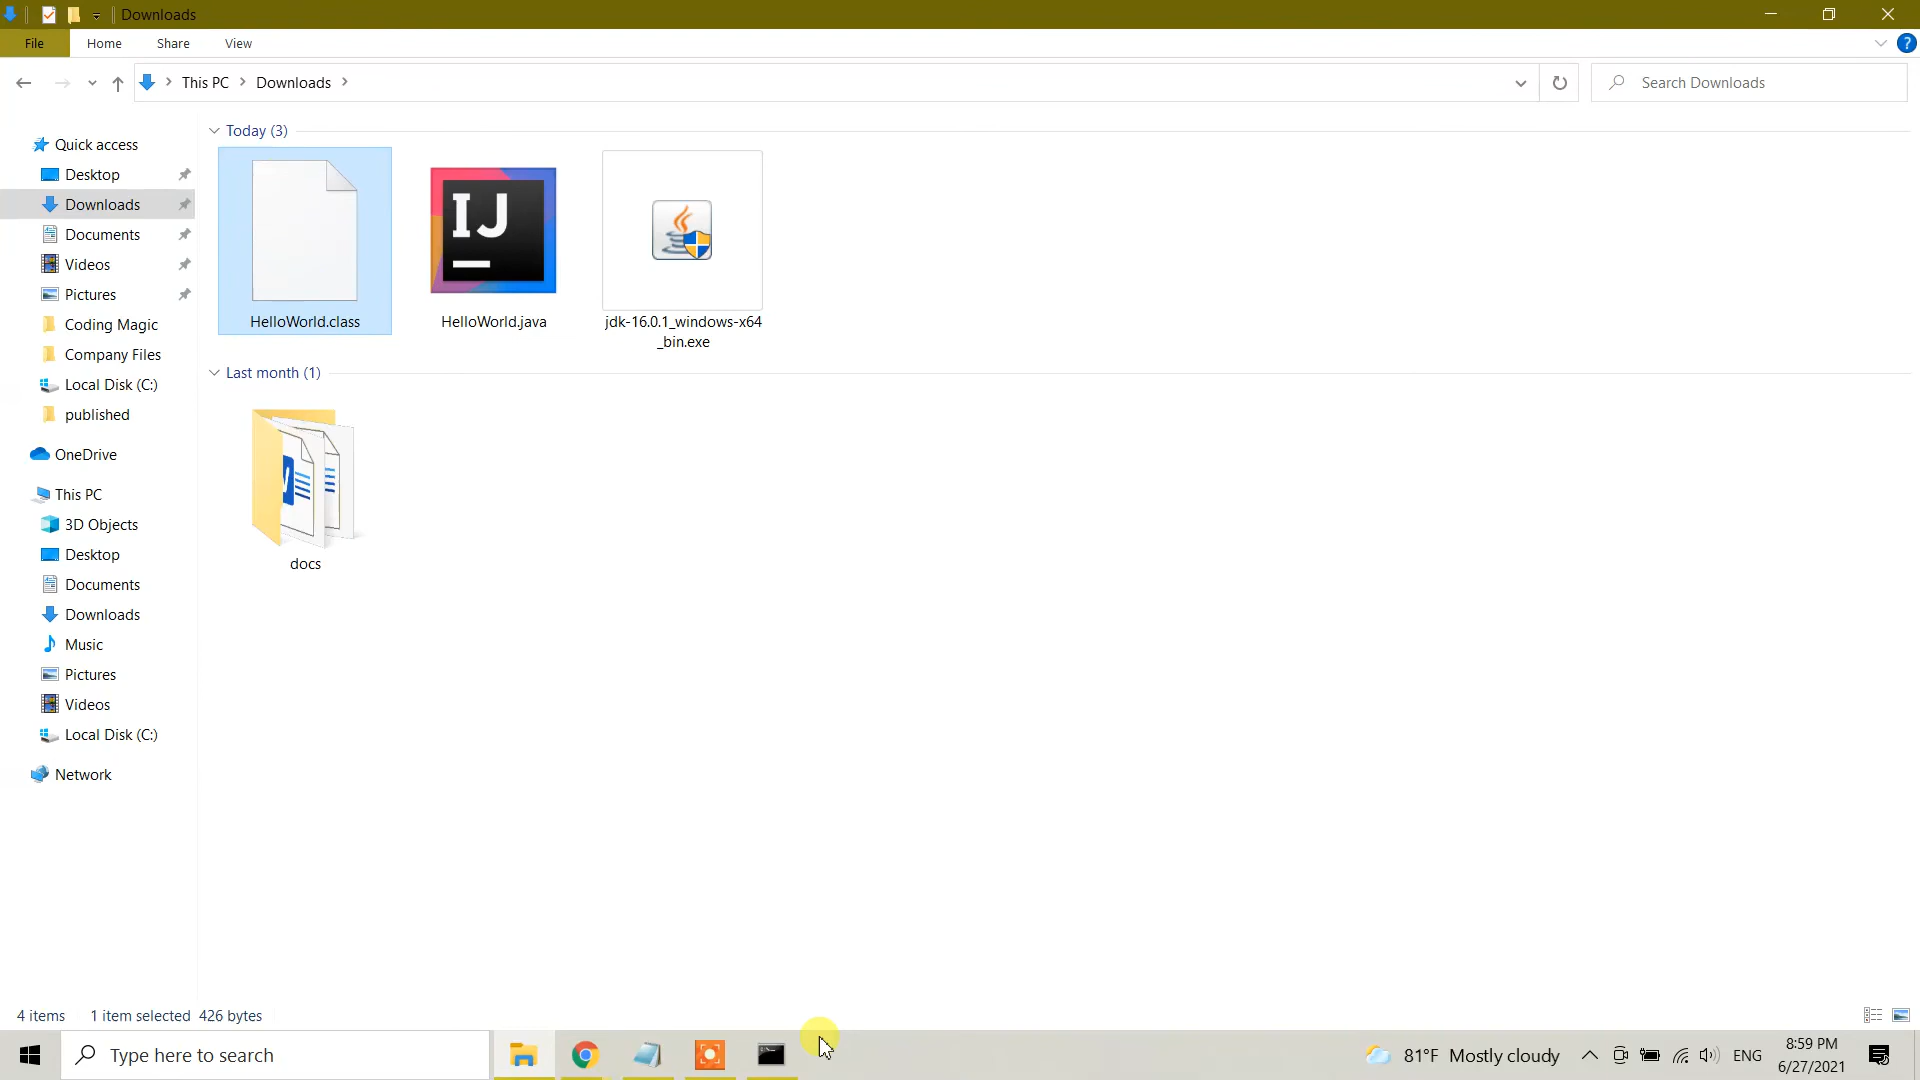 Downloads
File Home Share View
This PC Downloads
Search Downloads
Quick access
Desktop
Downloads
Documents
Videos
Pictures
Coding Magic
Company Files
Local Disk (C:)
published
OneDrive
This PC
3D Objects
Desktop
Documents
Downloads
Music
Pictures
Videos
Local Disk (C:)
Network
Today (3)
HelloWorld.class
IJ
HelloWorld.java
jdk-16.0.1_windows-x64
_bin.exe
Last month (1)
docs
4 items 1 item selected 426 bytes
Type here to search
81°F Mostly cloudy
ENG
8:59 PM
6/27/2021